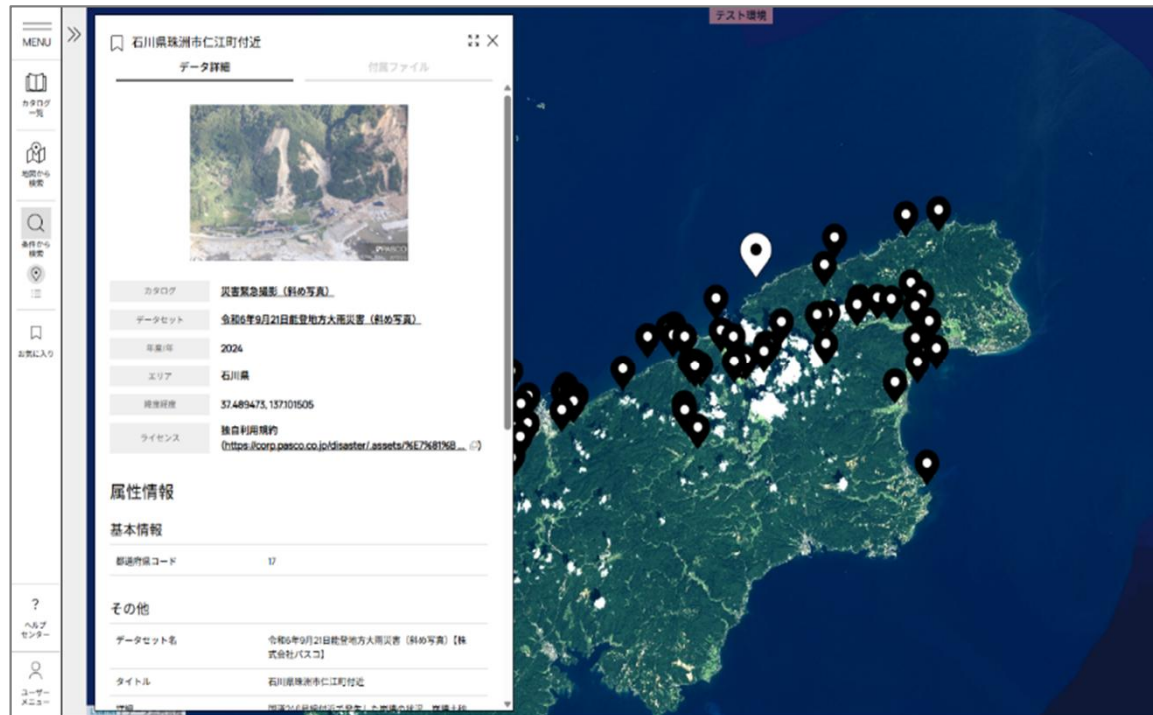 テスト環境
MENU
カタログ
一覧
地図から
検索
条件から
検索
お気に入り
?
ヘルプ
センター
ユーザー
メニュー
石川県珠洲市仁江町付近
データ詳細
付属ファイル
PASCO
カタログ
災害緊急撮影（斜め写真）
データセット
令和6年9月21日能登地方大雨災害（斜め写真）
年度/年
2024
エリア
石川県
緯度経度
37.489473, 137.101505
ライセンス
独自利用規約
(https://corp.pasco.co.jp/disaster/.assets/%E7%81%B...
)
属性情報
基本情報
都道府県コード
17
その他
データセット名
令和6年9月21日能登地方大雨災害（斜め写真）【株
式会社パスコ】
タイトル
石川県珠洲市仁江町付近
詳細